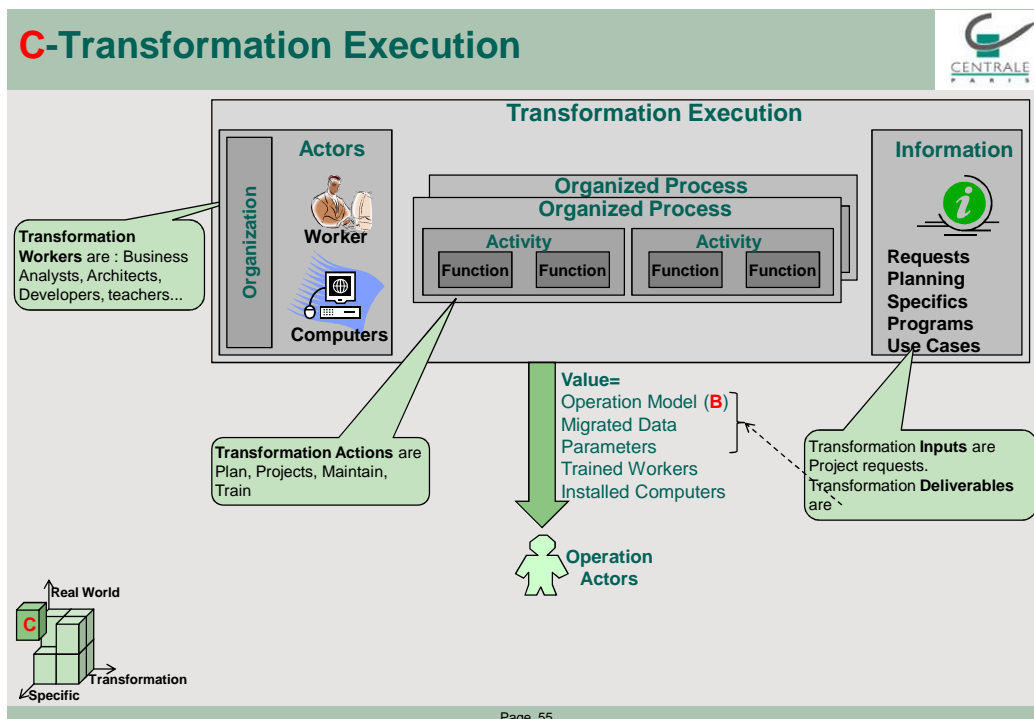 C-Transformation Execution
CENTRALE
PARIS
Transformation Execution
Actors
Organization
Worker
Computers
Organized Process
Organized Process
Activity
Function
Function
Activity
Function
Function
Information
i
Requests
Planning
Specifics
Programs
Use Cases
Transformation
Workers are : Business
Analysts, Architects,
Developers, teachers...
Transformation Actions are
Plan, Projects, Maintain,
Train
Value=
Operation Model (B)
Migrated Data
Parameters
Trained Workers
Installed Computers
Transformation Inputs are
Project requests.
Transformation Deliverables
are
Operation
Actors
Real World
C
Transformation
Specific
Page 55